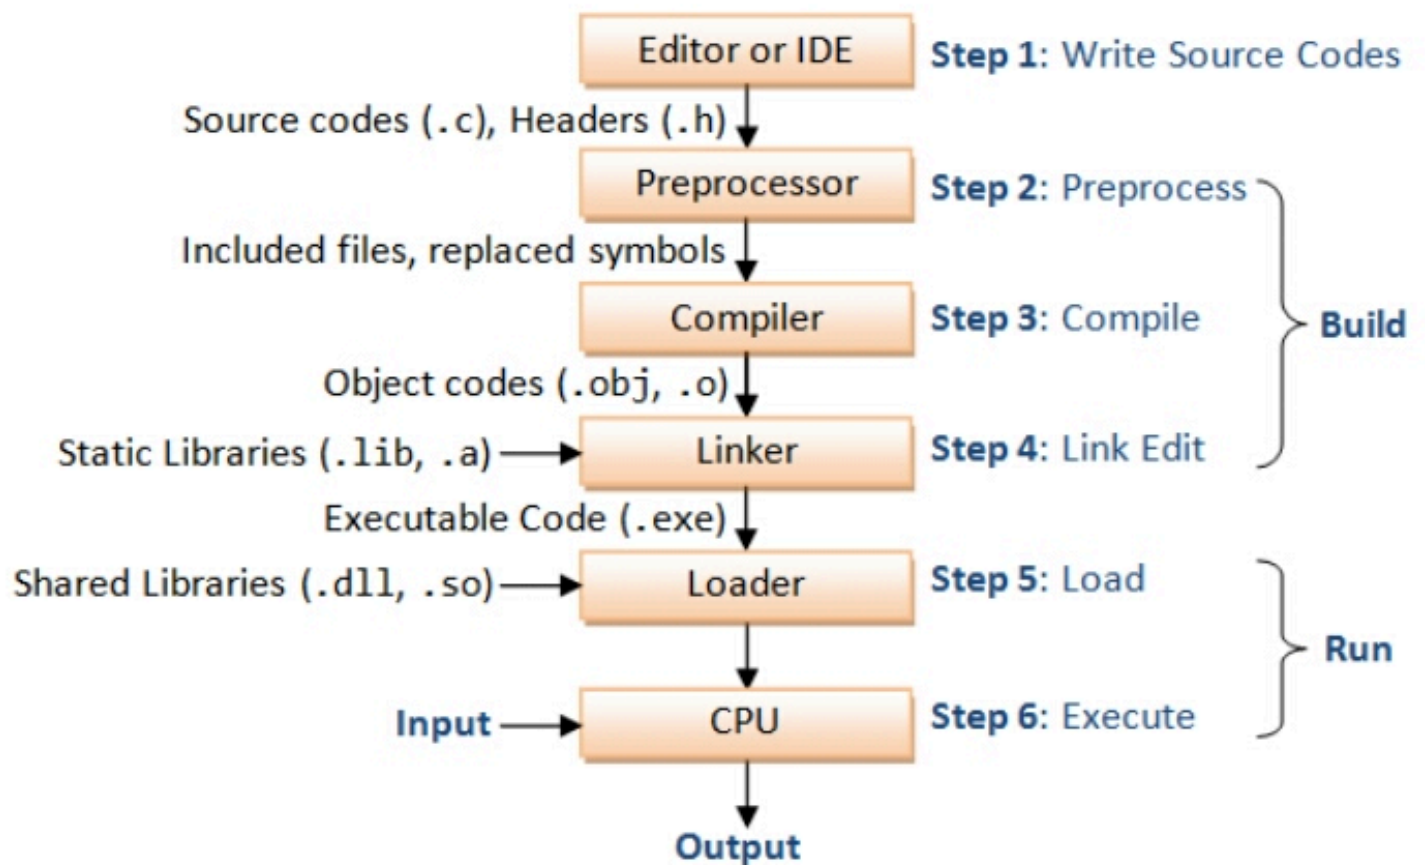 Editor or IDE
Step 1: Write Source Codes
Source codes (.c), Headers (.h)
Preprocessor
Step 2: Preprocess
Included files, replaced symbols
Compiler
Step 3: Compile
Build
Object codes (.obj, .o)
Static Libraries (.lib, .a)
Linker
Step 4: Link Edit
Executable Code (.exe)
Shared Libraries (.dll, .so)
Loader
Step 5: Load
Run
Input
CPU
Step 6: Execute
Output